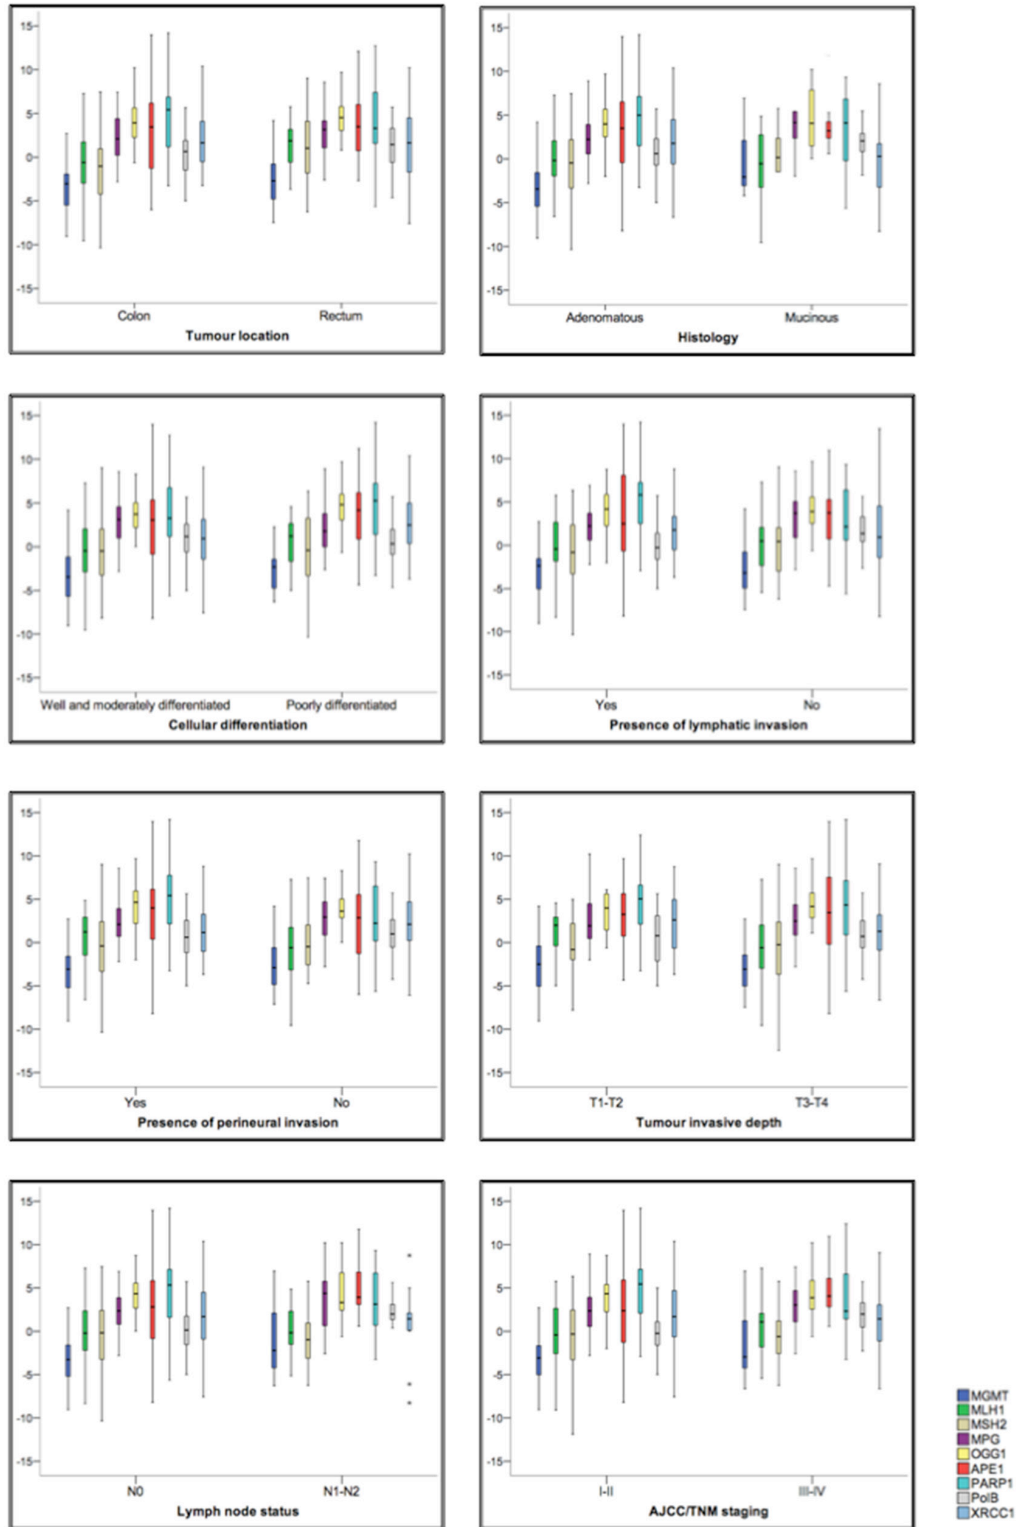 15
10
5
0
-5
-10
-15
Colon Rectum
Tumour location
15
10
5
0
-5
-10
-15
Adenomatous Mucinous
Histology
15
10
5
0
-5
-10
-15
Well and moderately differentiated Poorly differentiated
Cellular differentiation
15
10
5
0
-5
-10
-15
Yes No
Presence of lymphatic invasion
15
10
5
0
-5
-10
-15
Yes No
Presence of perineural invasion
15
10
5
0
-5
-10
-15
T1-T2 T3-T4
Tumour invasive depth
15
10
5
0
-5
-10
-15
N0 N1-N2
Lymph node status
15
10
5
0
-5
-10
-15
I-II III-IV
AJCC/TNM staging
MGMT
MLH1
MSH2
MPG
OGG1
APE1
PARP1
PolB
XRCC1